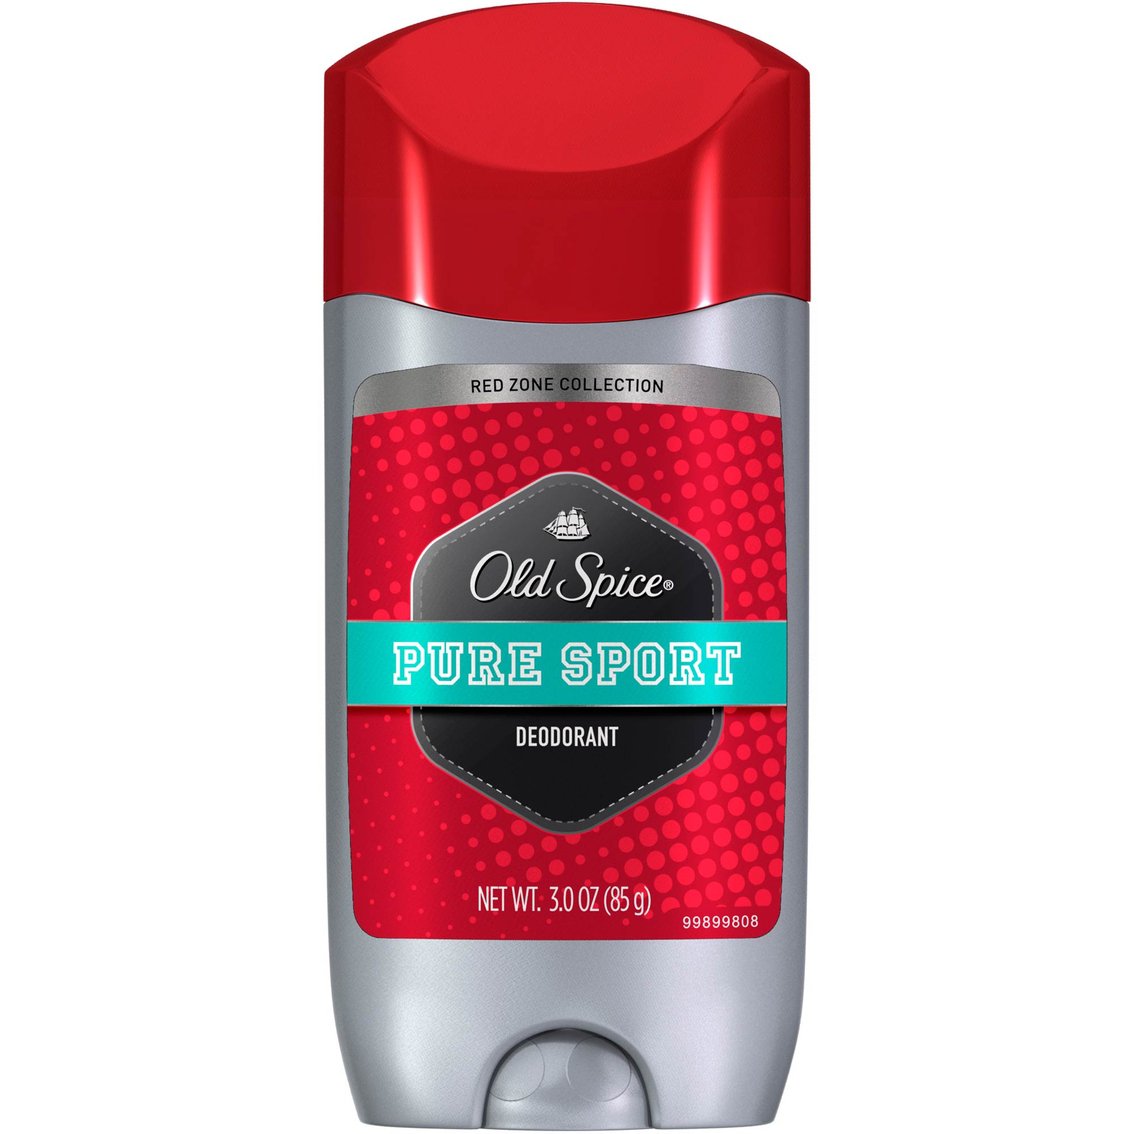 RED ZONE COLLECTION
Old Spice®
PURE SPORT
DEODORANT
NET WT. 3.0 OZ (85 g)
99899808